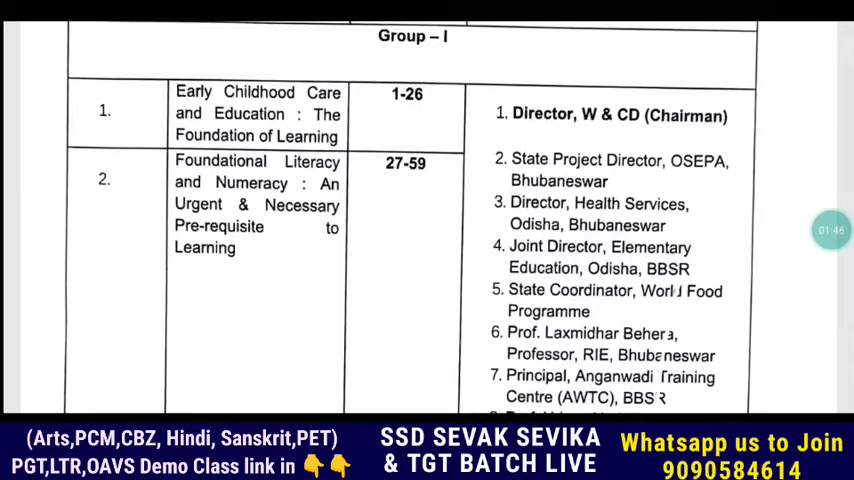 Group – I
1.
Early Childhood Care
and Education : The
Foundation of Learning
1-26
2.
Foundational Literacy
and Numeracy : An
Urgent & Necessary
Pre-requisite to
Learning
27-59
1. Director, W & CD (Chairman)
2. State Project Director, OSEPA,
Bhubaneswar
3. Director, Health Services,
Odisha, Bhubaneswar
4. Joint Director, Elementary
Education, Odisha, BBSR
5. State Coordinator, World Food
Programme
6. Prof. Laxmidhar Behera,
Professor, RIE, Bhubaneswar
7. Principal, Anganwadi Training
Centre (AWTC), BBSR
01:46
(Arts,PCM,CBZ, Hindi, Sanskrit,PET)
PGT,LTR,OAVS Demo Class link in 👇👇
SSD SEVAK SEVIKA
& TGT BATCH LIVE
Whatsapp us to Join
9090584614